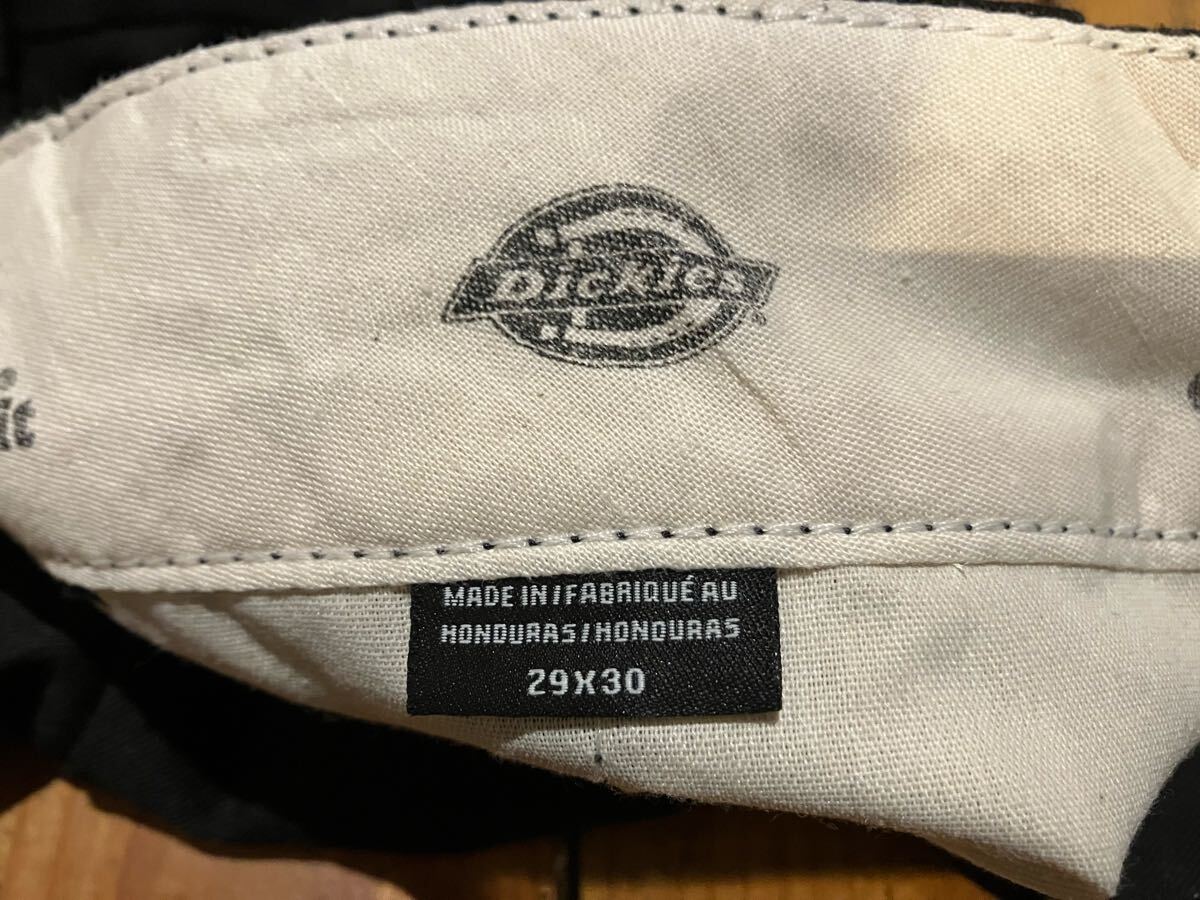 Dickies
®
MADE IN/FABRIQUÉ AU
HONDURAS/HONDURAS
29X30